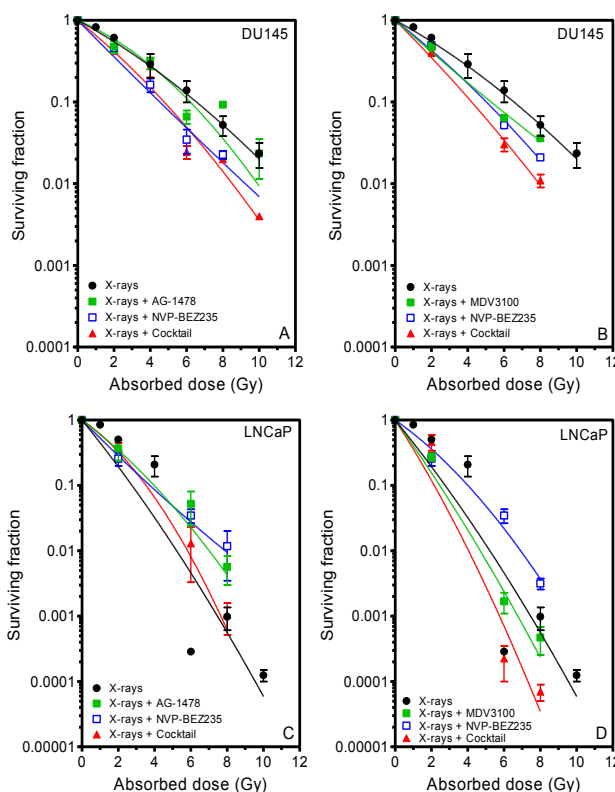 DU145
1
0.1
0.01
0.001
0.0001
Surviving fraction
X-rays
X-rays + AG-1478
X-rays + NVP-BEZ235
X-rays + Cocktail
A
0 2 4 6 8 10 12
Absorbed dose (Gy)
DU145
1
0.1
0.01
0.001
0.0001
Surviving fraction
X-rays
X-rays + MDV3100
X-rays + NVP-BEZ235
X-rays + Cocktail
B
0 2 4 6 8 10 12
Absorbed dose (Gy)
LNCaP
1
0.1
0.01
0.001
0.0001
0.00001
Surviving fraction
X-rays
X-rays + AG-1478
X-rays + NVP-BEZ235
X-rays + Cocktail
C
0 2 4 6 8 10 12
Absorbed dose (Gy)
LNCaP
1
0.1
0.01
0.001
0.0001
0.00001
Surviving fraction
X-rays
X-rays + MDV3100
X-rays + NVP-BEZ235
X-rays + Cocktail
D
0 2 4 6 8 10 12
Absorbed dose (Gy)